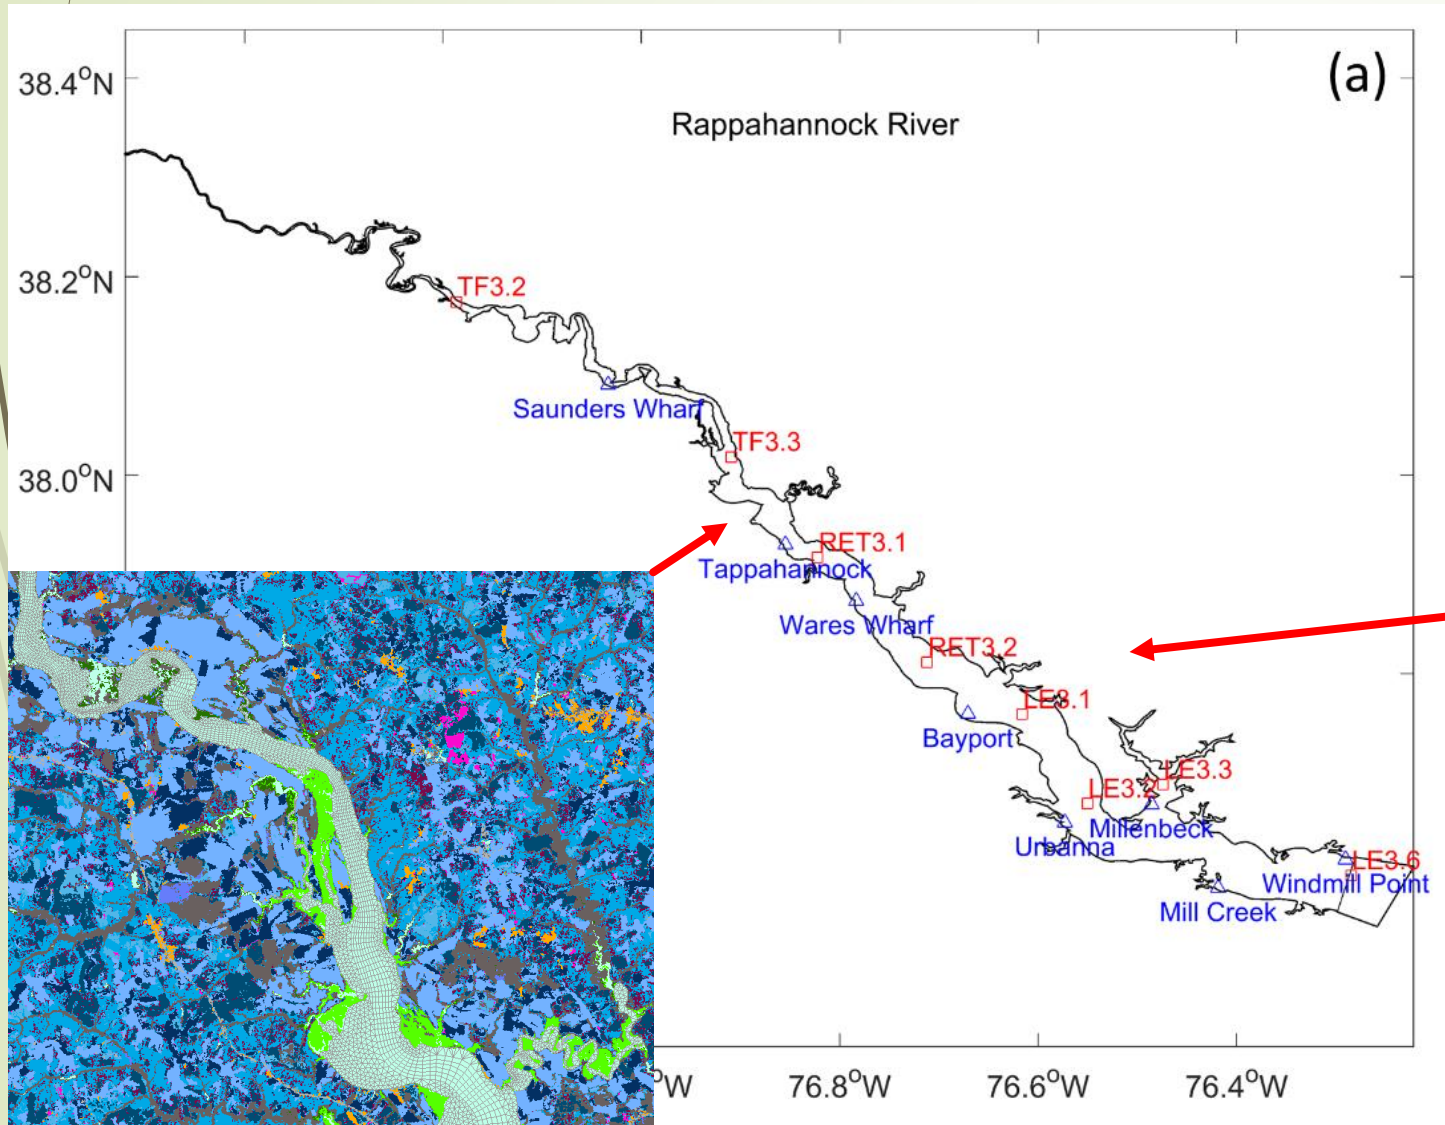 (a)
38.4°N
Rappahannock River
38.2°N
TF3.2
Saunders Wharf
TF3.3
38.0°N
RET3.1
Tappahannock
Wares Wharf
RET3.2
LE3.1
Bayport
LE3.3
LE3.2
Millenbeck
Urbanna
LE3.6
Windmill Point
Mill Creek
°W
76.8°W
76.6°W
76.4°W